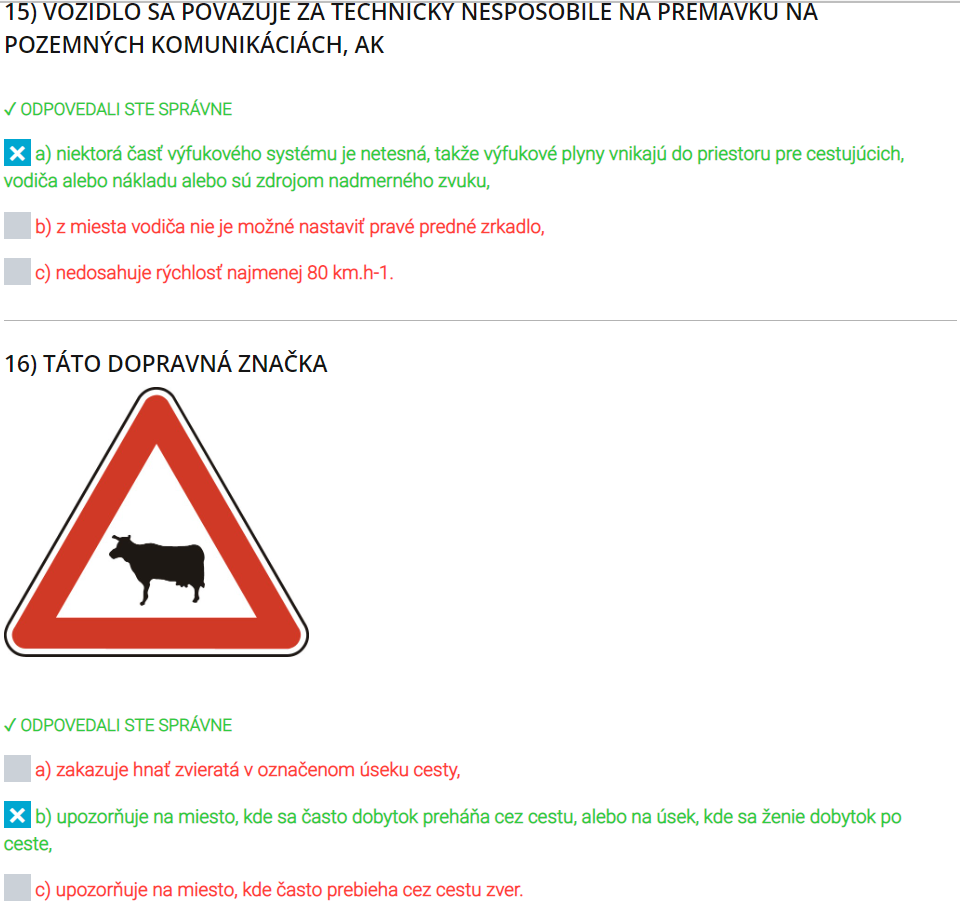 15) VOZIDLO SA POVAŽUJE ZA TECHNICKY NESPÔSOBILÉ NA PREMÁVKU NA
POZEMNÝCH KOMUNIKÁCIÁCH, AK
✓ ODPOVEDALI STE SPRÁVNE
a) niektorá časť výfukového systému je netesná, takže výfukové plyny vnikajú do priestoru pre cestujúcich,
vodiča alebo nákladu alebo sú zdrojom nadmerného zvuku,
b) z miesta vodiča nie je možné nastaviť pravé predné zrkadlo,
c) nedosahuje rýchlosť najmenej 80 km.h-1.
16) TÁTO DOPRAVNÁ ZNAČKA
✓ ODPOVEDALI STE SPRÁVNE
a) zakazuje hnať zvieratá v označenom úseku cesty,
b) upozorňuje na miesto, kde sa často dobytok preháňa cez cestu, alebo na úsek, kde sa ženie dobytok po
ceste,
c) upozorňuje na miesto, kde často prebieha cez cestu zver.